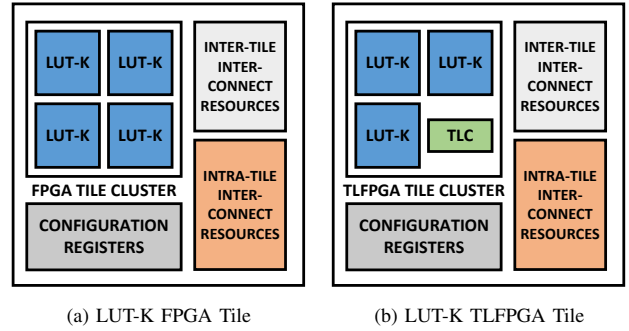 LUT-K LUT-K
LUT-K LUT-K
FPGA TILE CLUSTER
CONFIGURATION
REGISTERS
INTER-TILE
INTER-
CONNECT
RESOURCES
INTRA-TILE
INTER-
CONNECT
RESOURCES
(a) LUT-K FPGA Tile
LUT-K LUT-K
LUT-K TLC
TLFPGA TILE CLUSTER
CONFIGURATION
REGISTERS
INTER-TILE
INTER-
CONNECT
RESOURCES
INTRA-TILE
INTER-
CONNECT
RESOURCES
(b) LUT-K TLFPGA Tile